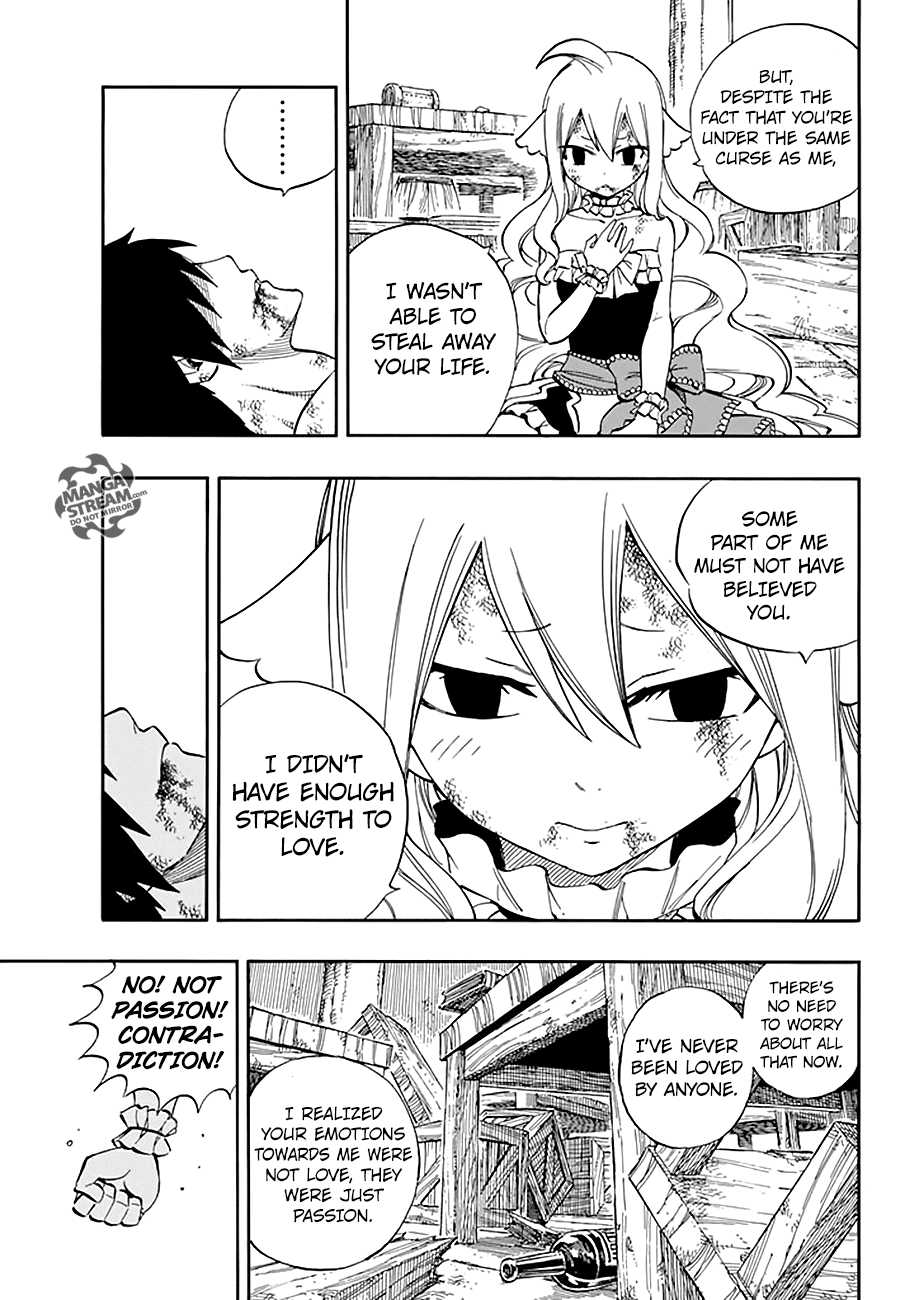 BUT,
DESPITE THE
FACT THAT YOU'RE
UNDER THE SAME
CURSE AS ME,
I WASN'T
ABLE TO
STEAL AWAY
YOUR LIFE.
........
SOME
PART OF ME
MUST NOT HAVE
BELIEVED
YOU.
I DIDN'T
HAVE ENOUGH
STRENGTH TO
LOVE.
MANGA
STREAM.com
DO NOT MIRROR
THERE'S
NO NEED
TO WORRY
ABOUT ALL
THAT NOW.
I'VE NEVER
BEEN LOVED
BY ANYONE.
I REALIZED
YOUR EMOTIONS
TOWARDS ME WERE
NOT LOVE, THEY
WERE JUST
PASSION.
NO! NOT
PASSION!
CONTRA-
DICTION!